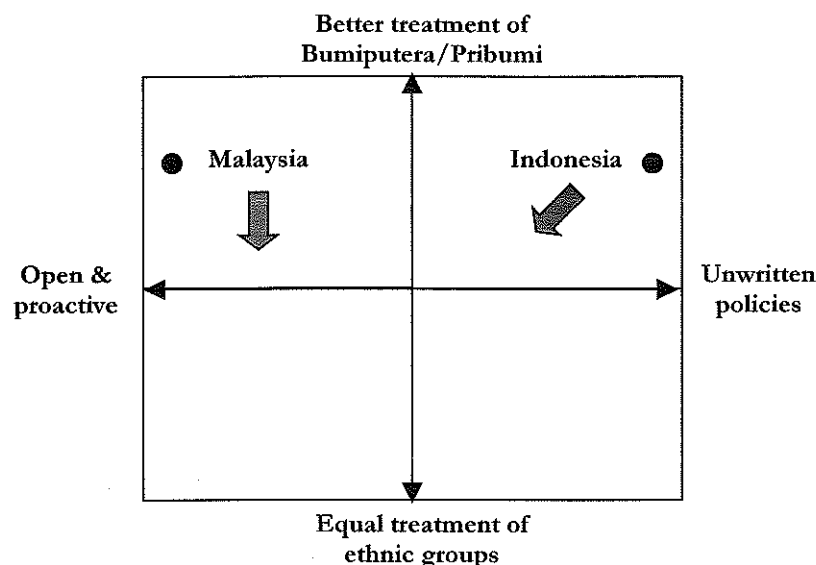 Better treatment of
Bumiputera/Pribumi
Malaysia
Indonesia
Open &
proactive
Unwritten
policies
Equal treatment of
ethnic groups